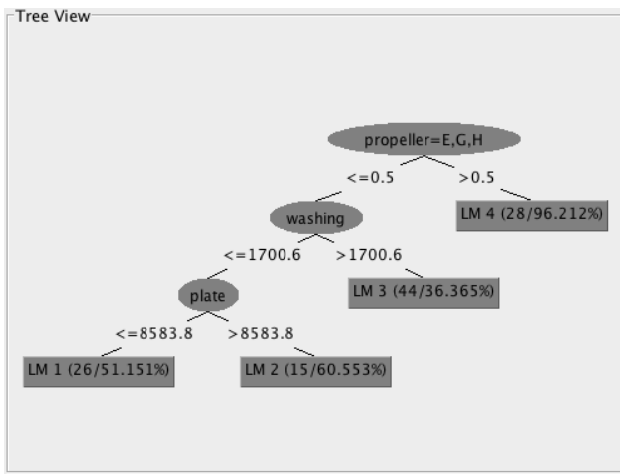 Tree View
propeller=E,G,H
<=0.5 >0.5
washing
LM 4 (28/96.212%)
<=1700.6 >1700.6
plate
LM 3 (44/36.365%)
<=8583.8 >8583.8
LM 1 (26/51.151%)
LM 2 (15/60.553%)